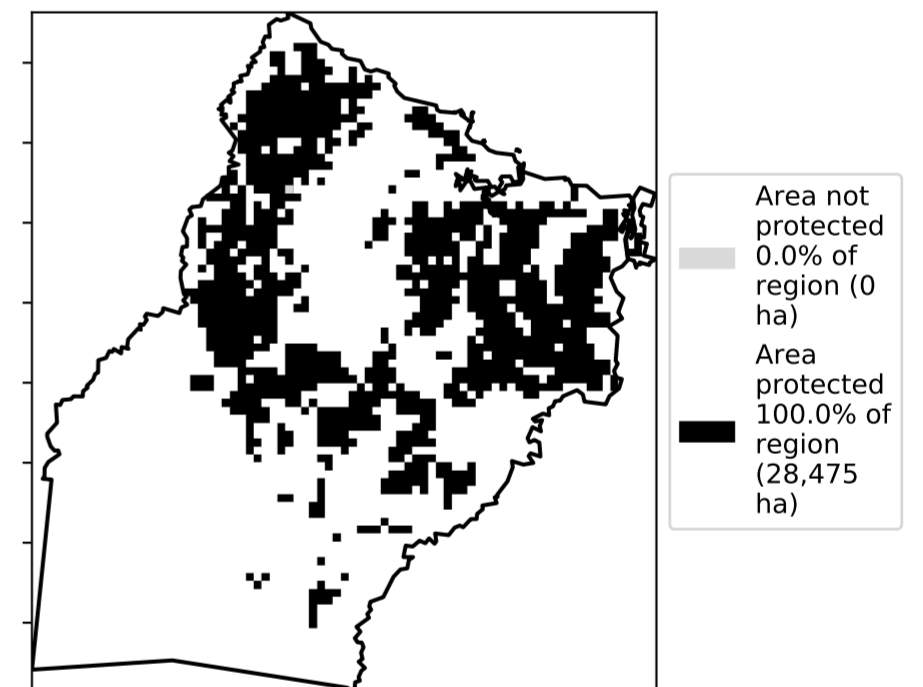 Area not
protected
0.0% of
region (0
ha)
Area
protected
100.0% of
region
(28,475
ha)